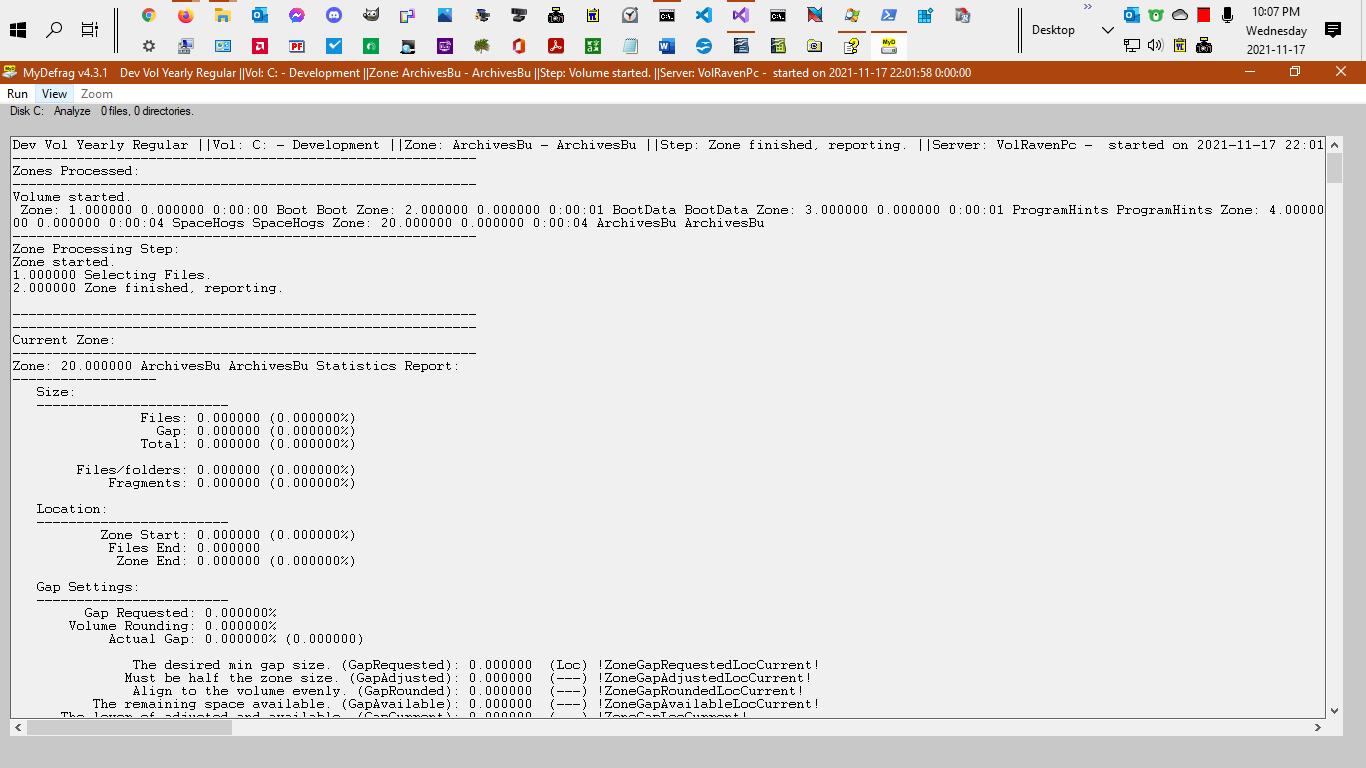 10:07 PM
Desktop
Wednesday
2021-11-17
MyDefrag v4.3.1 Dev Vol Yearly Regular ||Vol: C: - Development ||Zone: ArchivesBu - ArchivesBu ||Step: Volume started. ||Server: VolRavenPc - started on 2021-11-17 22:01:58 0:00:00
Run View Zoom
Disk C: Analyze 0 files, 0 directories.
Dev Vol Yearly Regular ||Vol: C: - Development ||Zone: ArchivesBu - ArchivesBu ||Step: Zone finished, reporting. ||Server: VolRavenPc - started on 2021-11-17 22:01
----------------------------------------------------------
Zones Processed:
----------------------------------------------------------
Volume started.
Zone: 1.000000 0.000000 0:00:00 Boot Boot Zone: 2.000000 0.000000 0:00:01 BootData BootData Zone: 3.000000 0.000000 0:00:01 ProgramHints ProgramHints Zone: 4.00000
00 0.000000 0:00:04 SpaceHogs SpaceHogs Zone: 20.000000 0.000000 0:00:04 ArchivesBu ArchivesBu
----------------------------------------------------------
Zone Processing Step:
Zone started.
1.000000 Selecting Files.
2.000000 Zone finished, reporting.
----------------------------------------------------------
----------------------------------------------------------
Current Zone:
----------------------------------------------------------
Zone: 20.000000 ArchivesBu ArchivesBu Statistics Report:
------------------
Size:
------------------------
Files: 0.000000 (0.000000%)
Gap: 0.000000 (0.000000%)
Total: 0.000000 (0.000000%)
Files/folders: 0.000000 (0.000000%)
Fragments: 0.000000 (0.000000%)
Location:
------------------------
Zone Start: 0.000000 (0.000000%)
Files End: 0.000000
Zone End: 0.000000 (0.000000%)
Gap Settings:
------------------------
Gap Requested: 0.000000%
Volume Rounding: 0.000000%
Actual Gap: 0.000000% (0.000000)
The desired min gap size. (GapRequested): 0.000000 (Loc) !ZoneGapRequestedLocCurrent!
Must be half the zone size. (GapAdjusted): 0.000000 (---) !ZoneGapAdjustedLocCurrent!
Align to the volume evenly. (GapRounded): 0.000000 (---) !ZoneGapRoundedLocCurrent!
The remaining space available. (GapAvailable): 0.000000 (---) !ZoneGapAvailableLocCurrent!